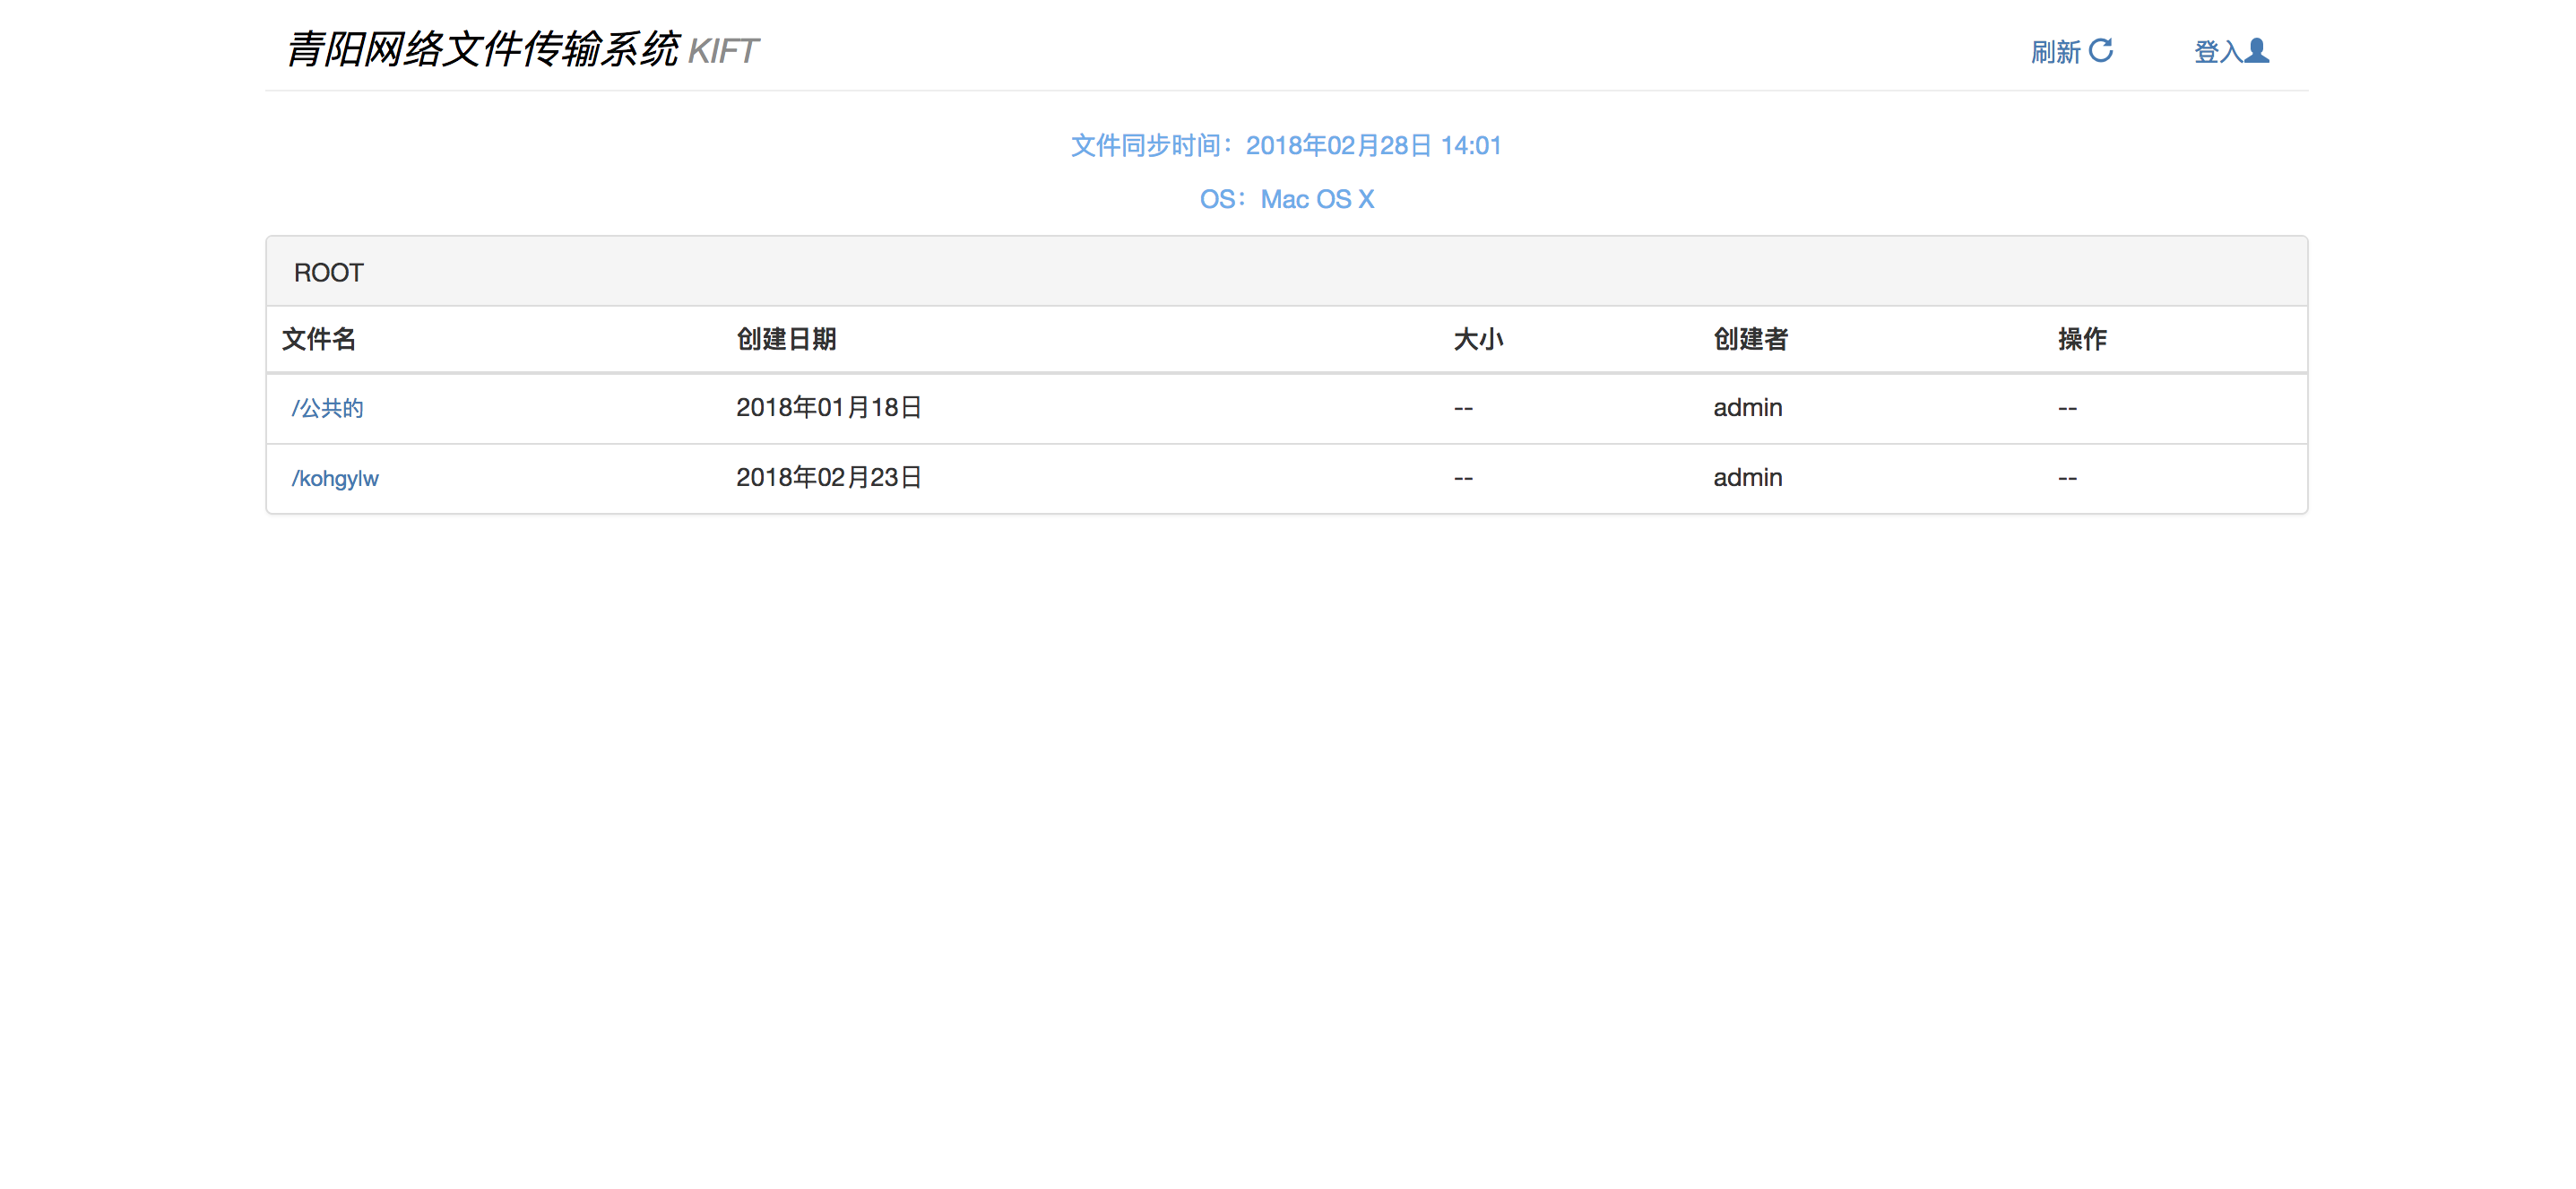 青阳网络文件传输系统 KIFT 刷新 登入
文件同步时间：2018年02月28日 14:01
OS：Mac OS X
ROOT
文件名 创建日期 大小 创建者 操作
/公共的 2018年01月18日 -- admin --
/kohgylw 2018年02月23日 -- admin --